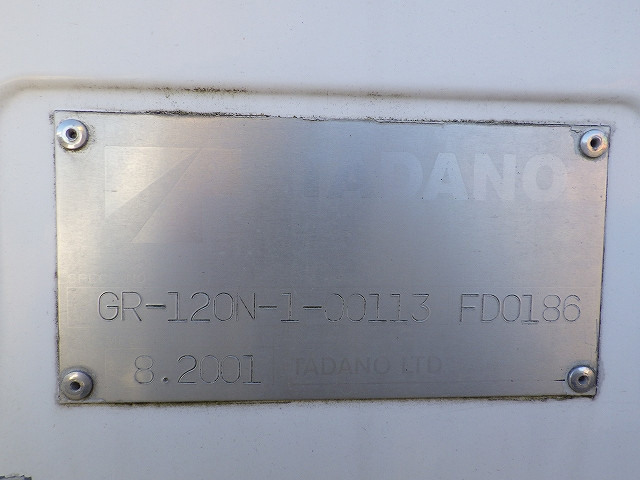 TADANO
GR-120N-1-00113 FD0186
8.2001 TADANO LTD